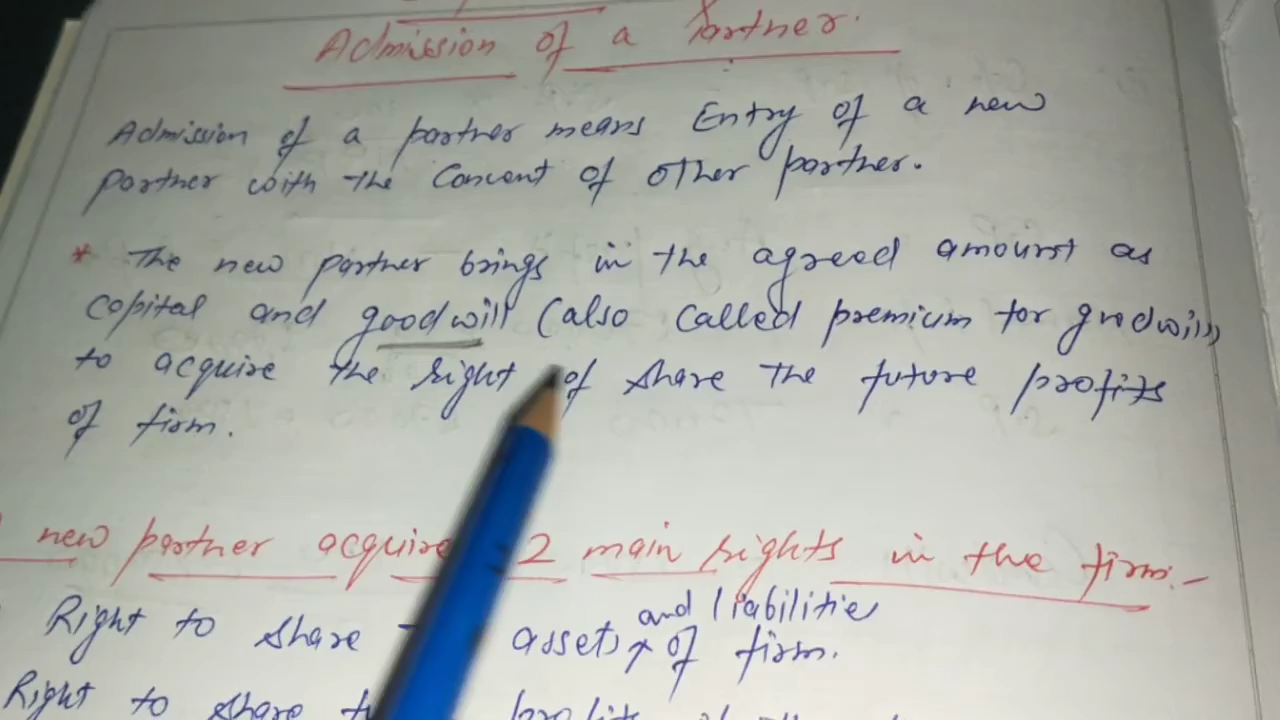 Admission of a Partner.
Admission of a partner means Entry of a new
partner with the Concent of other partner.
* The new partner brings in the agreed amount as
capital and goodwill (also called premium for goodwill)
to acquire the right of share the future profits
of firm.
new partner acquire 2 main rights in the firm:-
and liabilitie
Right to share assets of firm.
Right to share